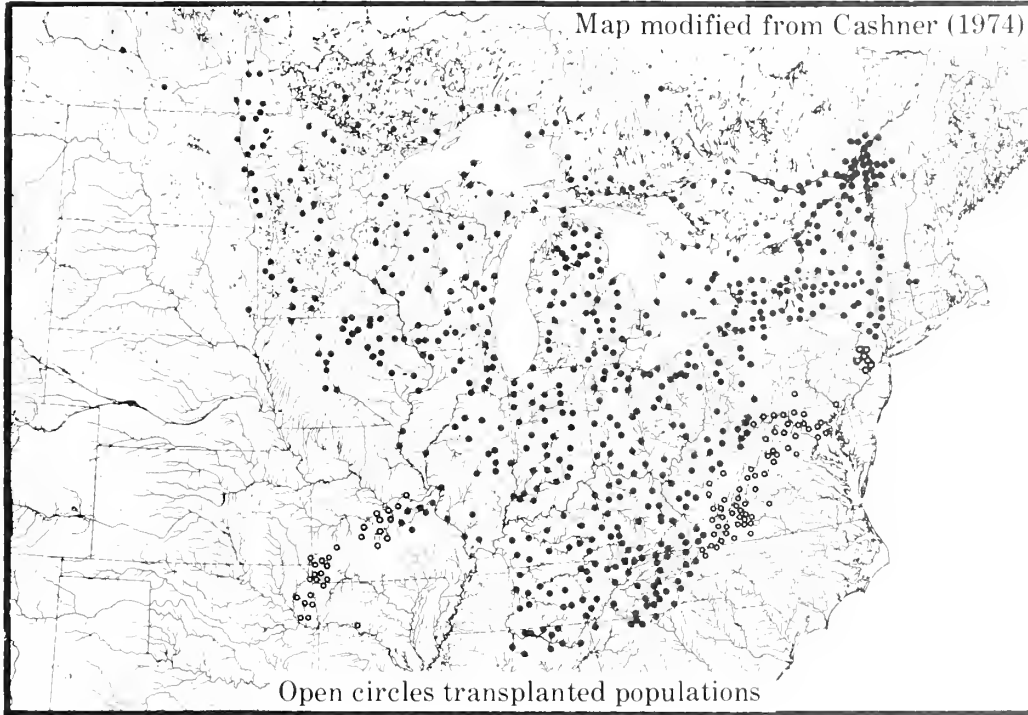 Map modified from Cashner (1974)
Open circles transplanted populations